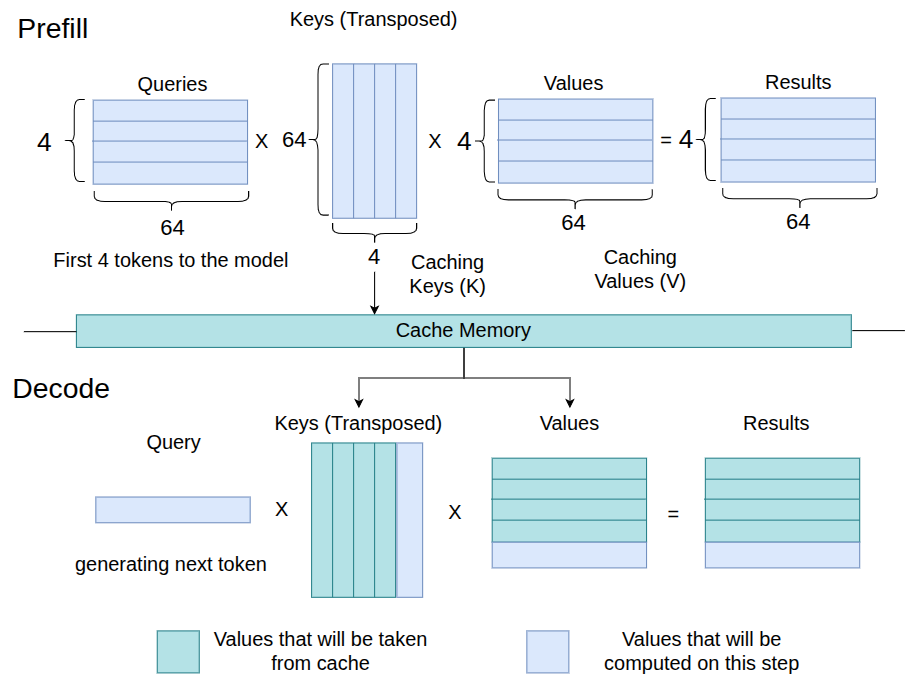 Prefill
Keys (Transposed)
Queries
Values
Results
4
X
64
X
4
=
4
64
4
64
64
First 4 tokens to the model
Caching
Keys (K)
Caching
Values (V)
Cache Memory
Decode
Query
Keys (Transposed)
Values
Results
X
X
=
generating next token
Values that will be taken
from cache
Values that will be
computed on this step